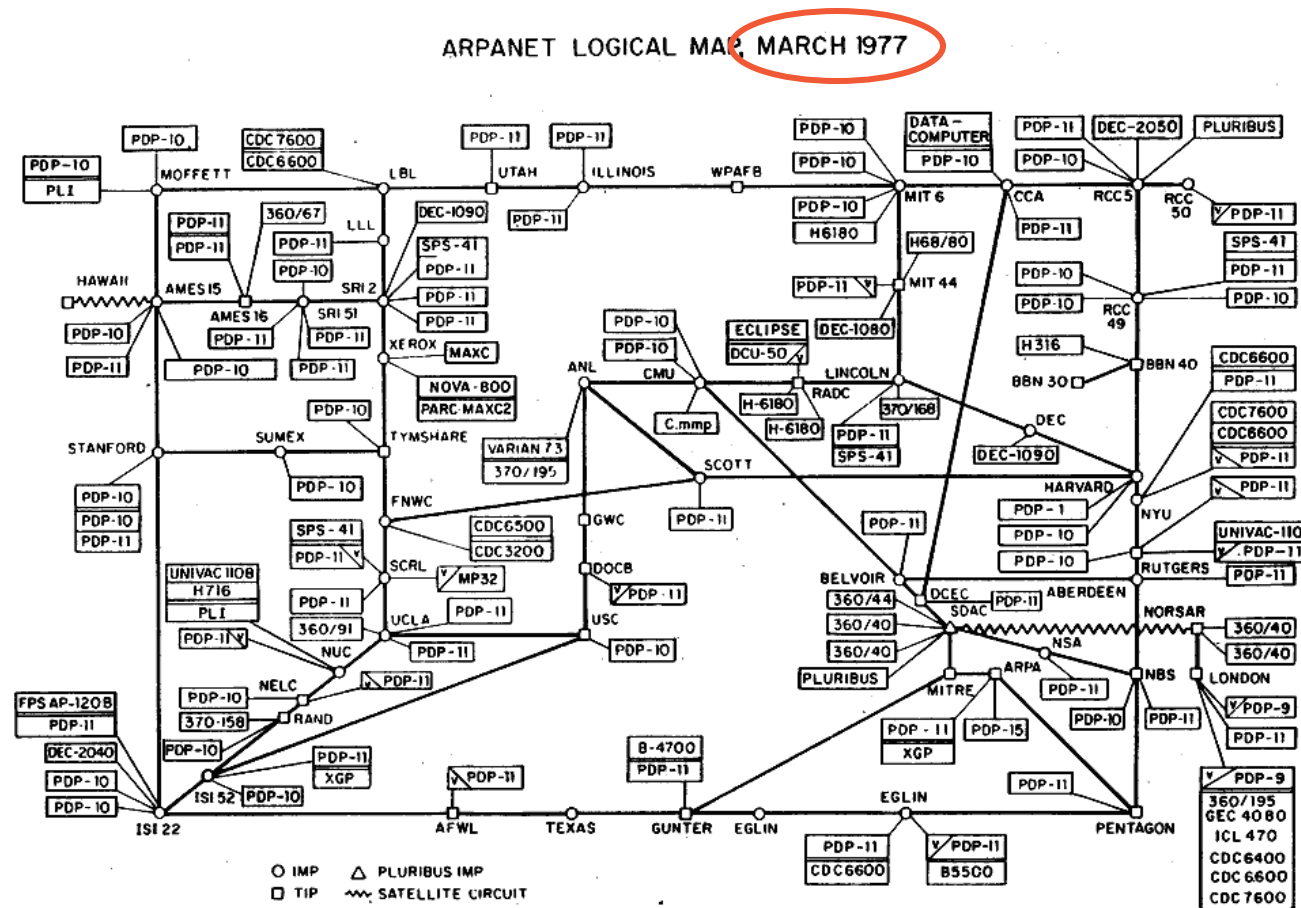 ARPANET LOGICAL MAP, MARCH 1977
PDP-10
CDC 7600
CDC 6600
PDP-11
PDP-11
PDP-10
DATA-
COMPUTER
PDP-10
PDP-11
DEC-2050
PLURIBUS
PDP-10
PLI
MOFFETT
LBL
UTAH
ILLINOIS
WPAFB
PDP-10
PDP-10
MIT 6
CCA
RCC5
RCC
50
PDP-10
H6180
PDP-11
PDP-11
V PDP-11
PDP-11
PDP-11
360/67
LLL
PDP-11
DEC-1090
SPS-41
PDP-11
H68/80
SPS-41
PDP-11
PDP-10
HAWAII
AMES 15
AMES 16
PDP-10
SRI 51
SRI 2
PDP-11
PDP-11
PDP-11 V
MIT 44
DEC-1080
PDP-10
PDP-10
RCC
49
PDP-10
PDP-11
PDP-10
PDP-11
PDP-11
XEROX
MAXC
NOVA-800
PARC-MAXC2
PDP-10
PDP-10
ECLIPSE
DCU-50 V
H316
BBN 40
BBN 30
CDC6600
PDP-11
ANL
CMU
RADC
LINCOLN
C.mmp
H-6180
H-6180
370/168
PDP-11
SPS-41
DEC
DEC-1090
CDC7600
CDC6600
V PDP-11
V PDP-11
STANFORD
SUMEX
PDP-10
TYMSHARE
VARIAN 73
370/195
SCOTT
HARVARD
NYU
PDP-10
PDP-10
PDP-11
PDP-10
FNWC
CDC6500
CDC3200
GWC
PDP-11
PDP-11
PDP-1
PDP-10
PDP-10
UNIVAC-110
V PDP-11
RUTGERS
PDP-11
SPS-41
PDP-11 V
SCRL
V MP32
DOCB
V PDP-11
BELVOIR
DCEC
PDP-11
ABERDEEN
UNIVAC 110B
H716
PLI
PDP-11 V
PDP-11
360/91
UCLA
PDP-11
PDP-11
USC
PDP-10
360/44
360/40
360/40
PLURIBUS
SDAC
NORSAR
360/40
360/40
NUC
NSA
PDP-11
MITRE
ARPA
NBS
PDP-10
PDP-11
LONDON
V PDP-9
PDP-11
NELC
PDP-10
V PDP-11
RAND
370-158
PDP-10
FPS AP-120B
PDP-11
DEC-2040
PDP-10
PDP-10
ISI 22
ISI 52
PDP-11
XGP
PDP-10
B-4700
PDP-11
PDP-11
XGP
PDP-15
V PDP-11
AFWL
TEXAS
GUNTER
EGLIN
EGLIN
PDP-11
PENTAGON
PDP-11
CDC6600
V PDP-11
B5500
V PDP-9
360/195
GEC 4080
ICL 470
CDC6400
CDC6600
CDC7600
IMP
PLURIBUS IMP
TIP
SATELLITE CIRCUIT